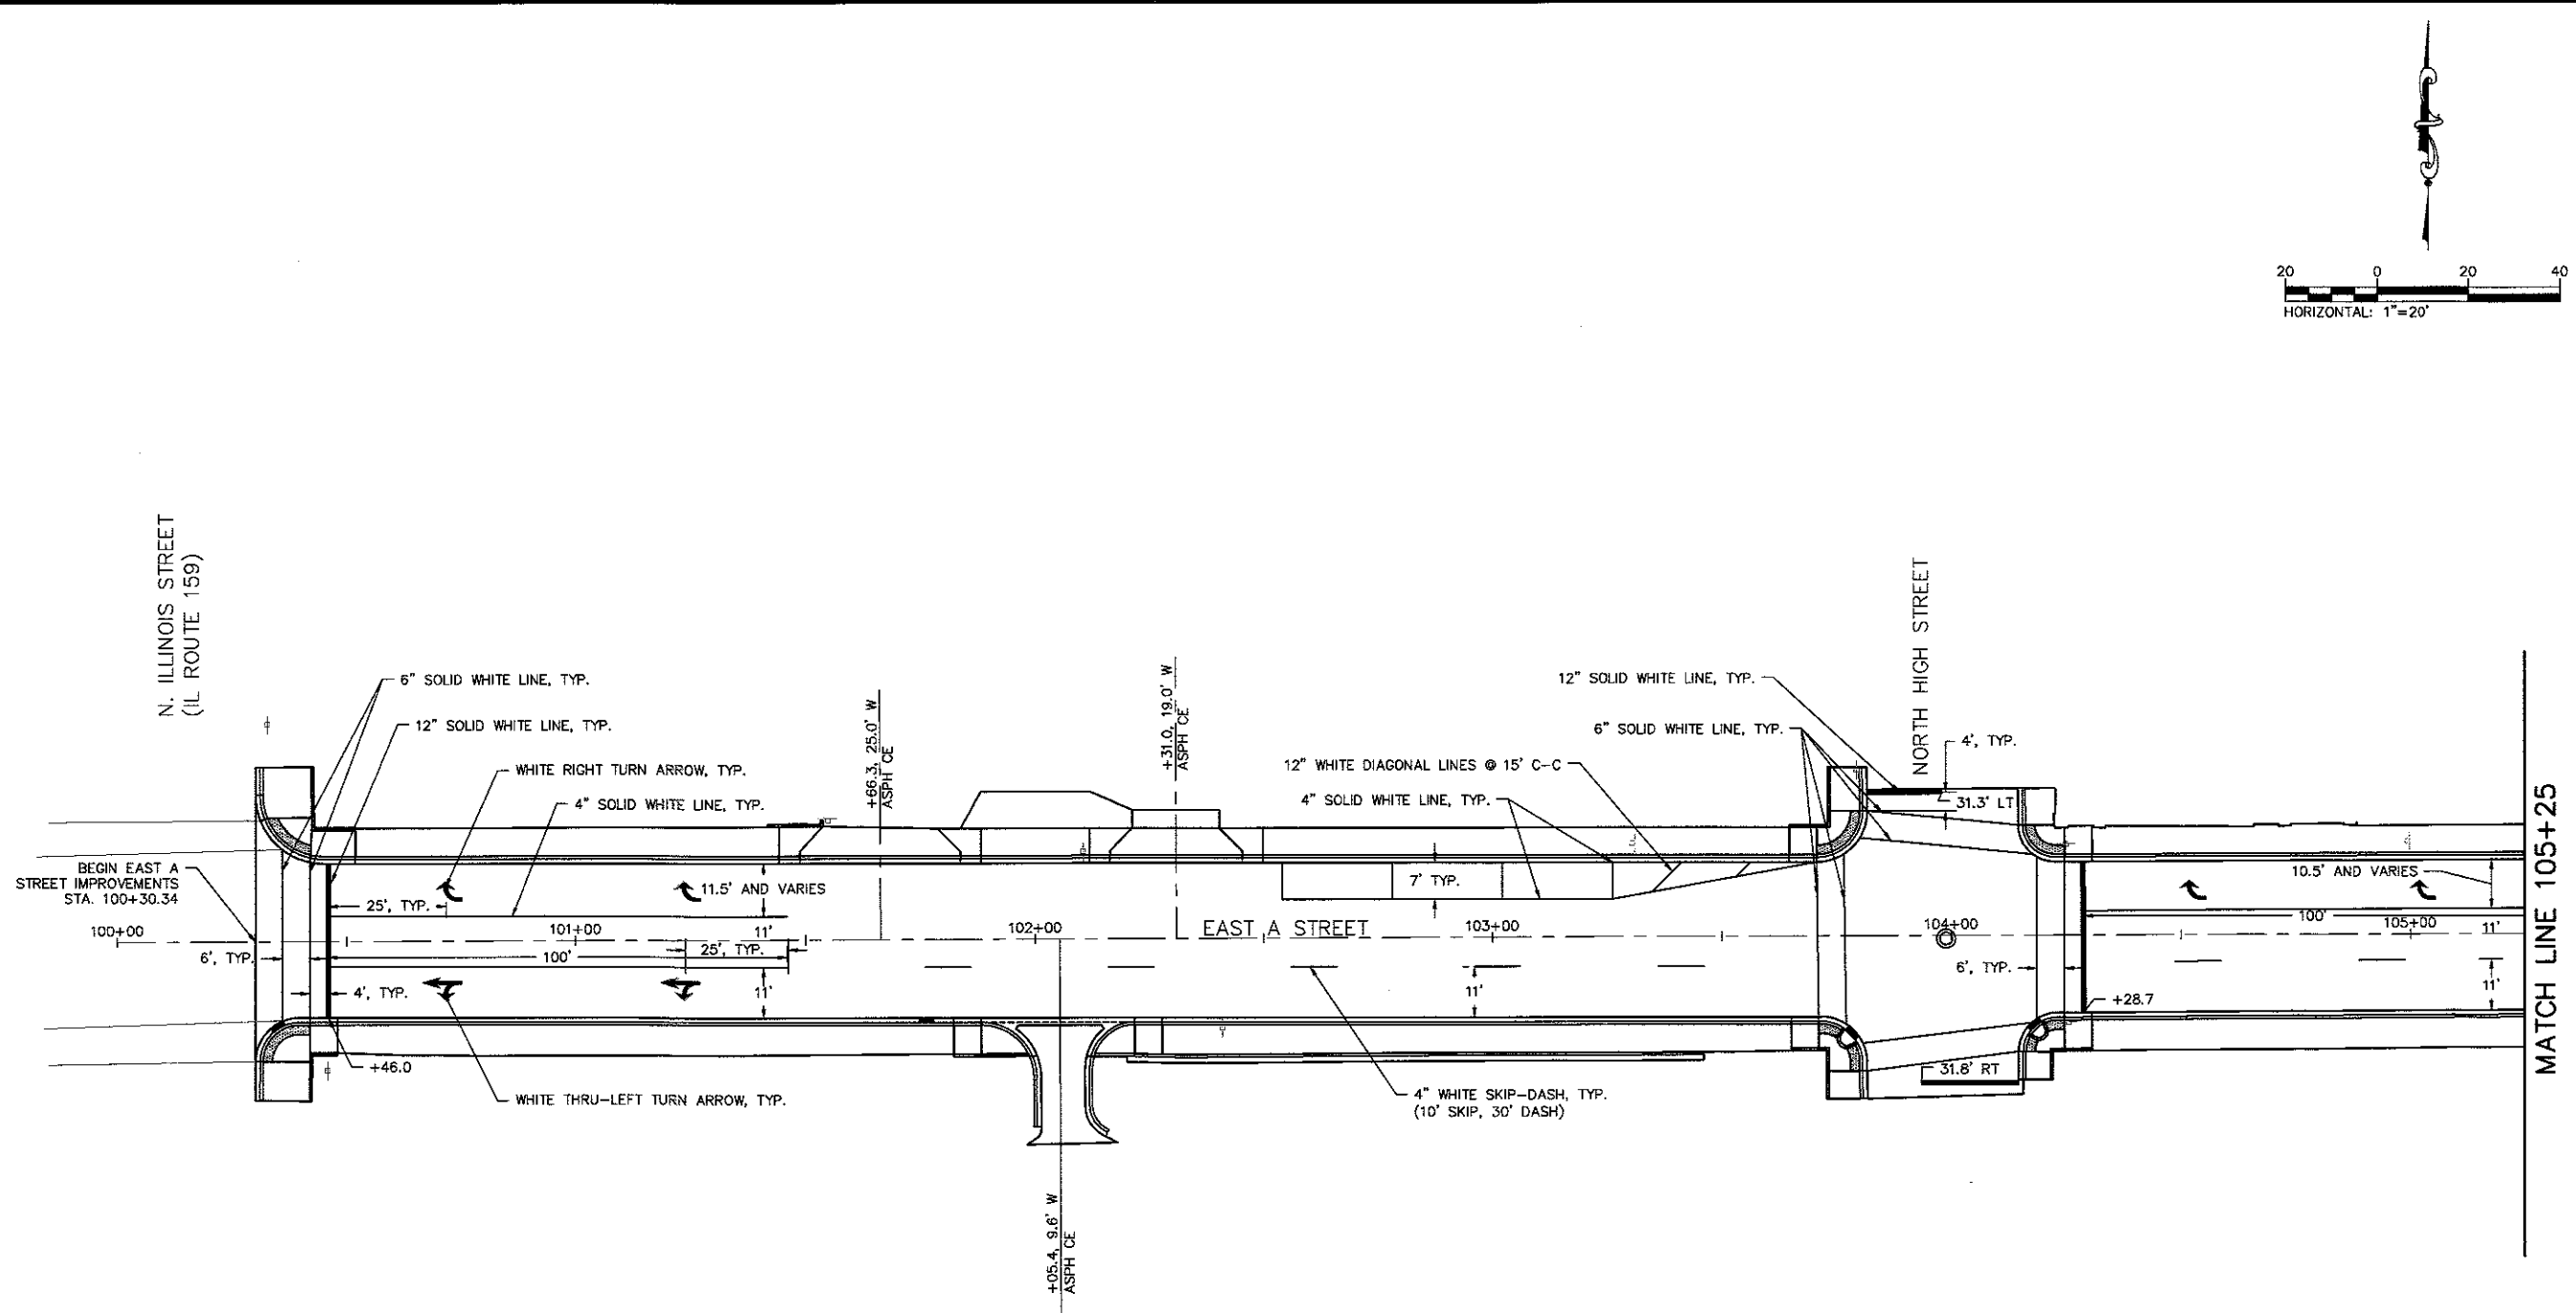 20 0 20 40
HORIZONTAL: 1"=20'
N. ILLINOIS STREET
(IL ROUTE 159)
6" SOLID WHITE LINE, TYP.
12" SOLID WHITE LINE, TYP.
WHITE RIGHT TURN ARROW, TYP.
4" SOLID WHITE LINE, TYP.
+66.3, 25.0' W
ASPH CE
+31.0, 19.0' W
ASPH CE
12" SOLID WHITE LINE, TYP.
6" SOLID WHITE LINE, TYP.
12" WHITE DIAGONAL LINES @ 15' C-C
4" SOLID WHITE LINE, TYP.
NORTH HIGH STREET
4', TYP.
31.3' LT
BEGIN EAST A
STREET IMPROVEMENTS
STA. 100+30.34
25', TYP.
11.5' AND VARIES
7' TYP.
10.5' AND VARIES
100+00
101+00
11'
102+00
EAST A STREET
103+00
104+00
100'
105+00
11'
6', TYP.
100'
25', TYP.
6', TYP.
4', TYP.
11'
11'
11'
+28.7
+46.0
31.8' RT
WHITE THRU-LEFT TURN ARROW, TYP.
4" WHITE SKIP-DASH, TYP.
(10' SKIP, 30' DASH)
+05.4, 9.6' W
ASPH CE
MATCH LINE 105+25